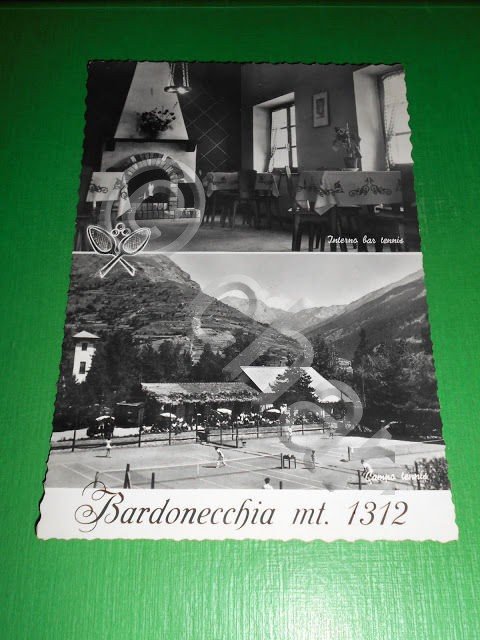 Interno bar tennis
Campo tennis
Bardonecchia mt. 1312